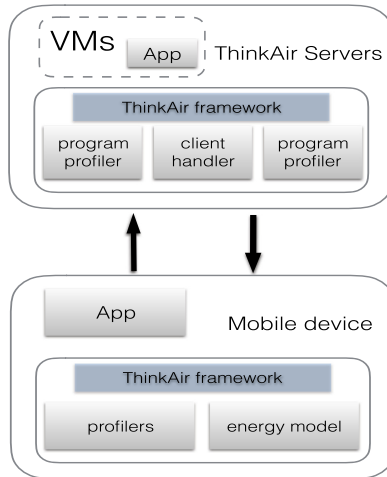 VMs
App
ThinkAir Servers
ThinkAir framework
program
profiler
client
handler
program
profiler
App
Mobile device
ThinkAir framework
profilers
energy model